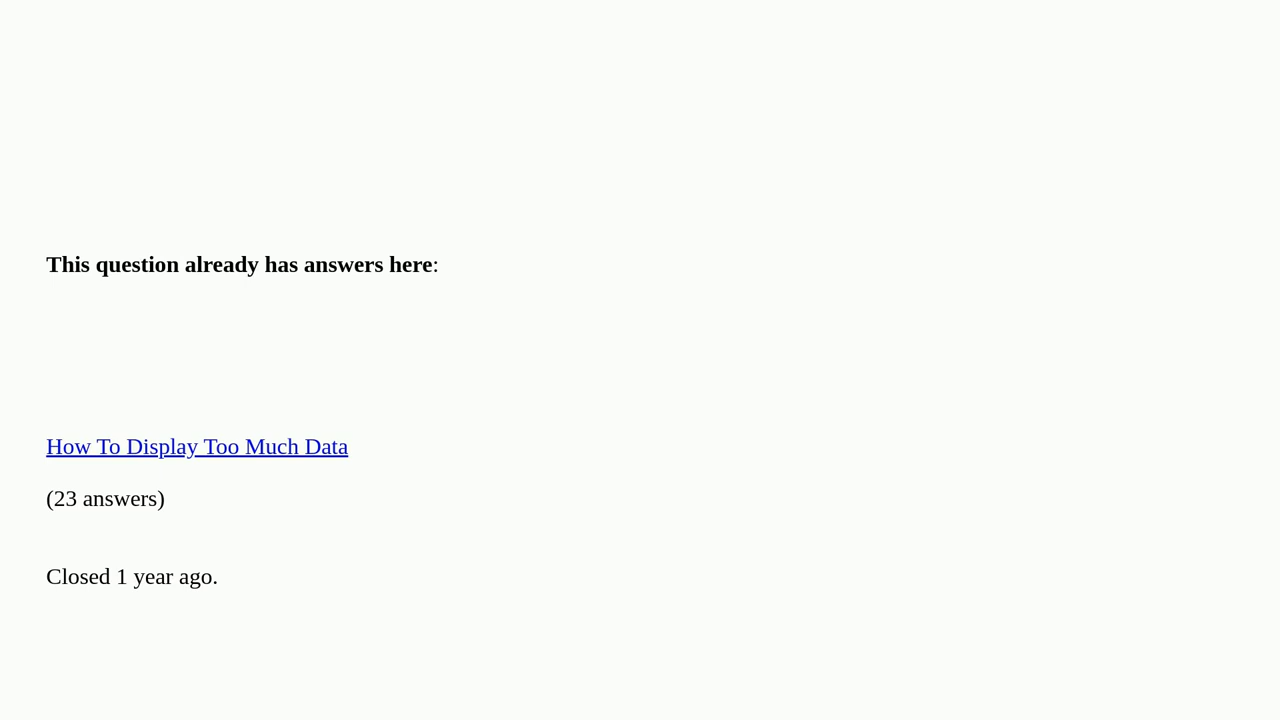 This question already has answers here:
How To Display Too Much Data
(23 answers)
Closed 1 year ago.